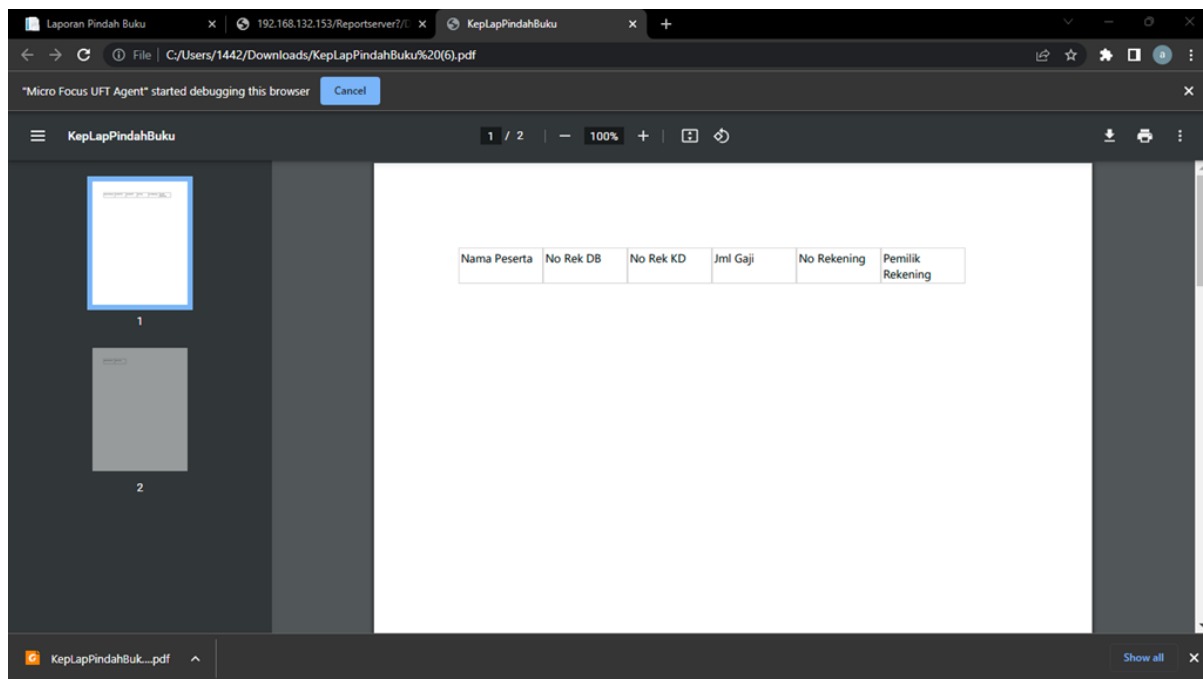 Laporan Pindah Buku
192.168.132.153/Reportserver?/D
KepLapPindahBuku
File | C:/Users/1442/Downloads/KepLapPindahBuku%20(6).pdf
a
"Micro Focus UFT Agent" started debugging this browser
Cancel
KepLapPindahBuku
1 / 2
100%
1
2
Nama Peserta No Rek DB No Rek KD Jml Gaji No Rekening Pemilik
Rekening
KepLapPindahBuk....pdf
Show all